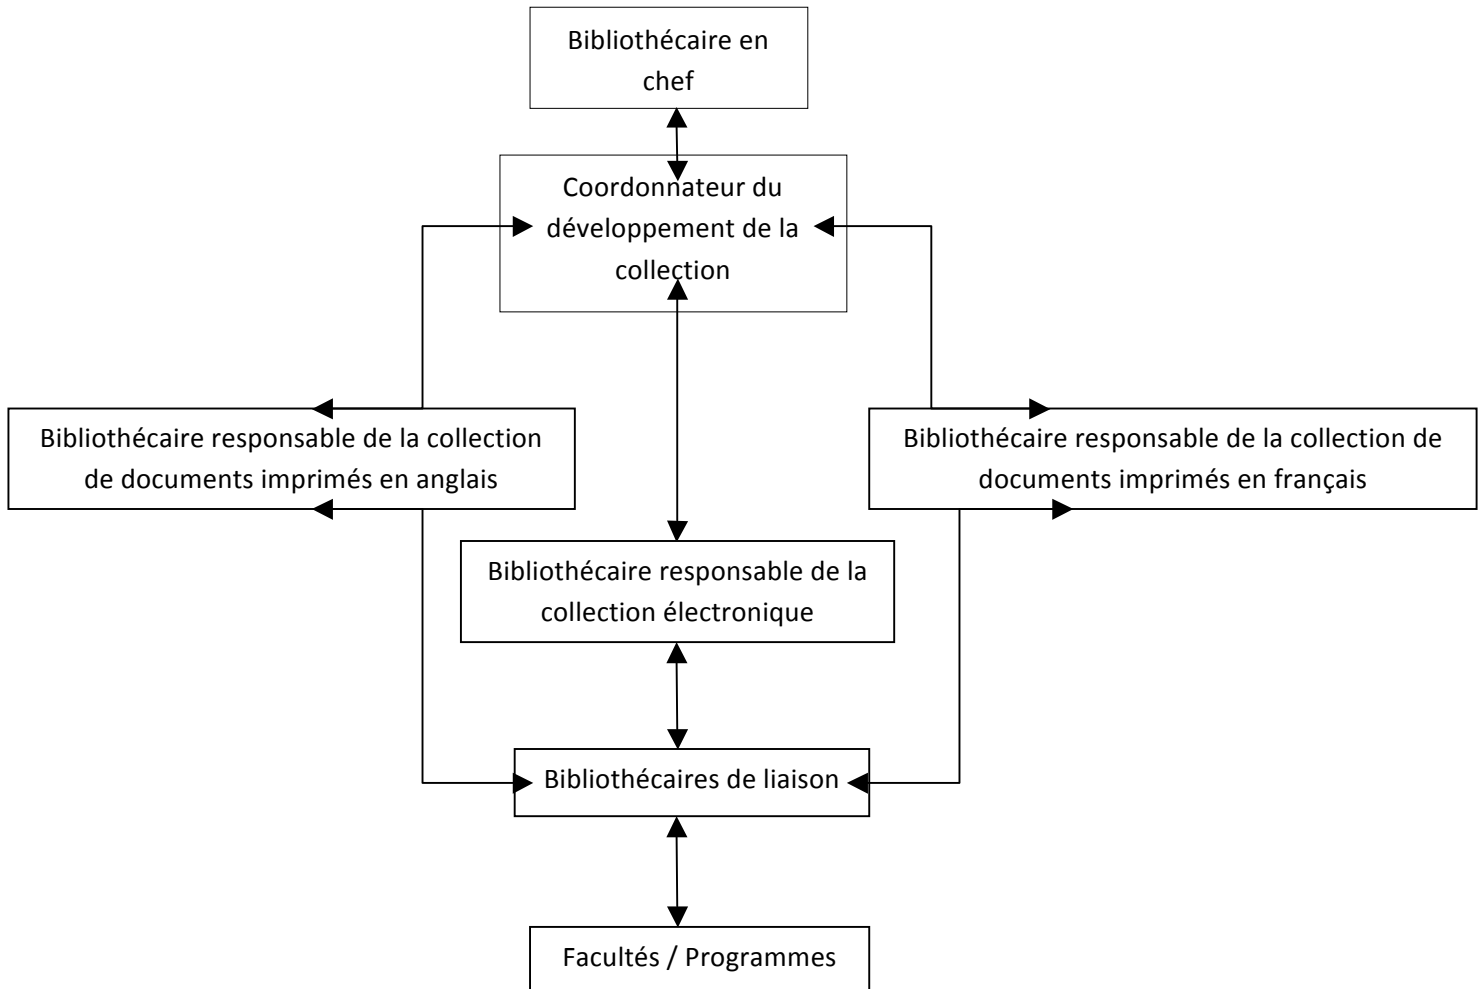 Bibliothécaire en
chef
Coordonnateur du
développement de la
collection
Bibliothécaire responsable de la collection
de documents imprimés en anglais
Bibliothécaire responsable de la collection de
documents imprimés en français
Bibliothécaire responsable de la
collection électronique
Bibliothécaires de liaison
Facultés / Programmes